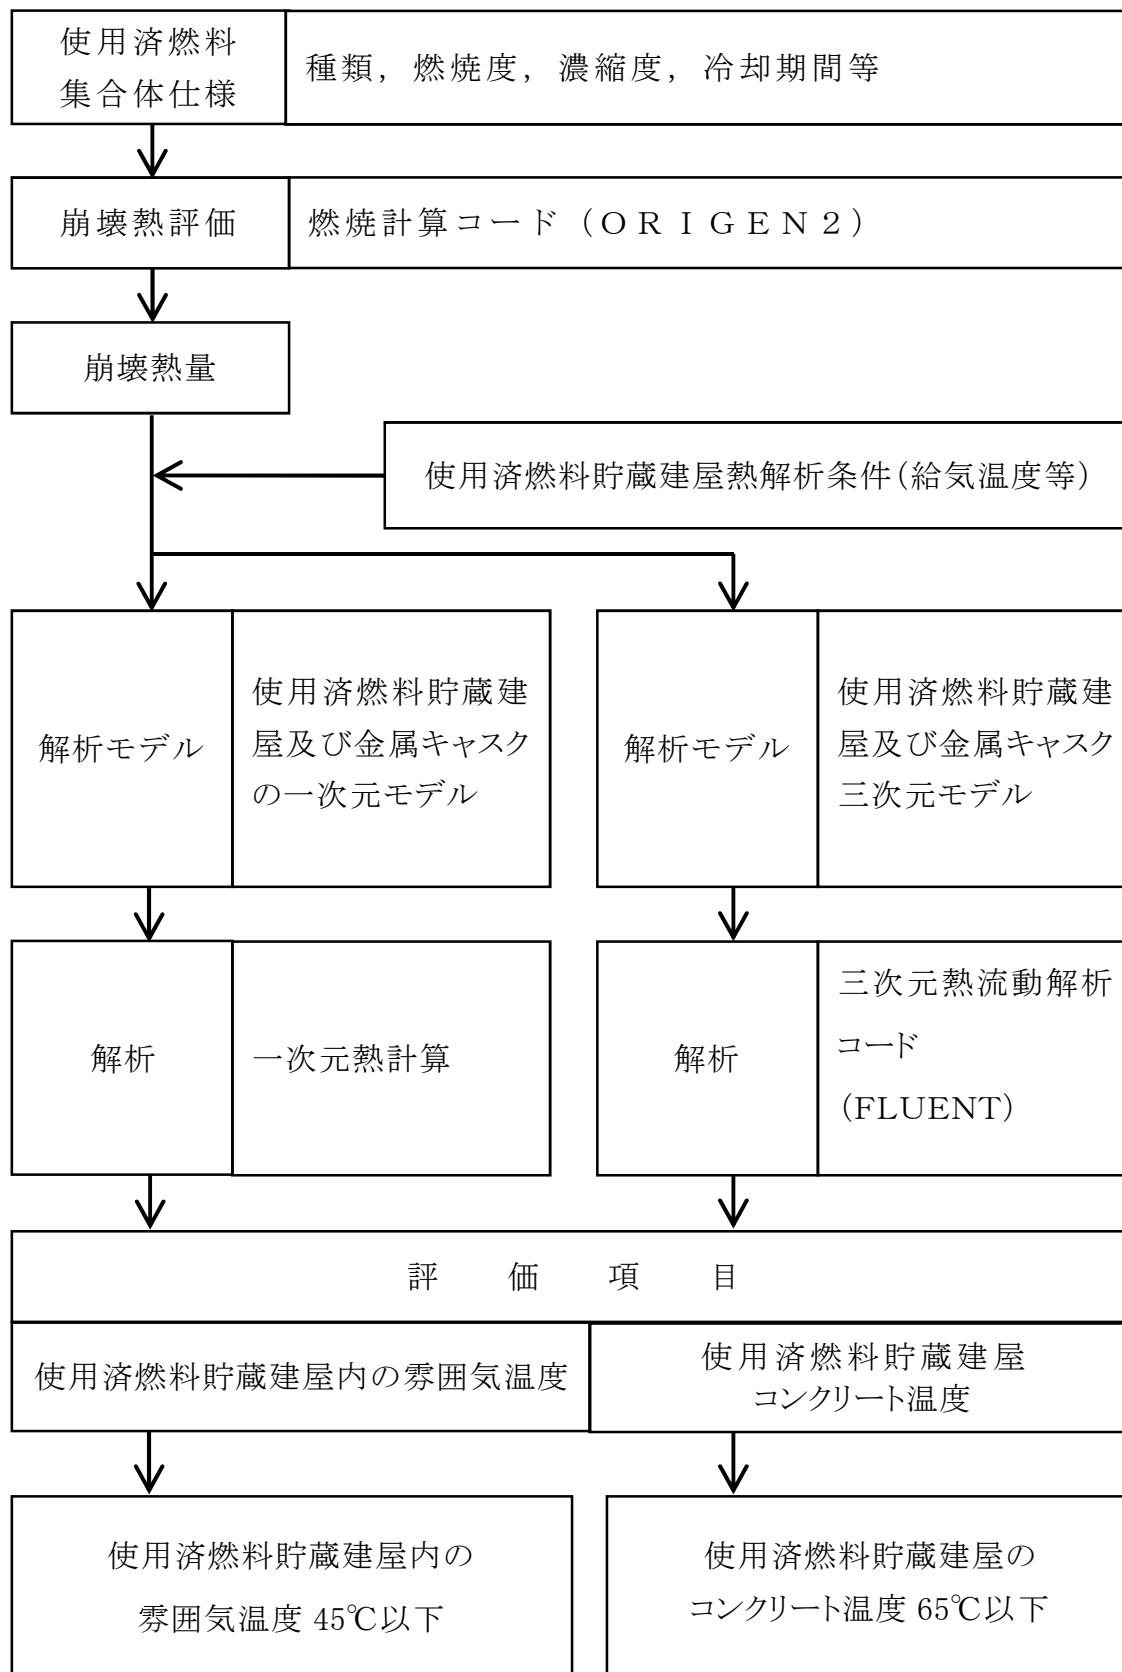 使用済燃料
集合体仕様
種類，燃焼度，濃縮度，冷却期間等
崩壊熱評価
燃焼計算コード（ＯＲＩＧＥＮ２）
崩壊熱量
使用済燃料貯蔵建屋熱解析条件(給気温度等)
解析モデル
使用済燃料貯蔵建
屋及び金属キャスク
の一次元モデル
解析モデル
使用済燃料貯蔵建
屋及び金属キャスク
三次元モデル
解析
一次元熱計算
解析
三次元熱流動解析
コード
(FLUENT)
評　価　項　目
使用済燃料貯蔵建屋内の雰囲気温度
使用済燃料貯蔵建屋
コンクリート温度
使用済燃料貯蔵建屋内の
雰囲気温度 45℃以下
使用済燃料貯蔵建屋の
コンクリート温度 65℃以下